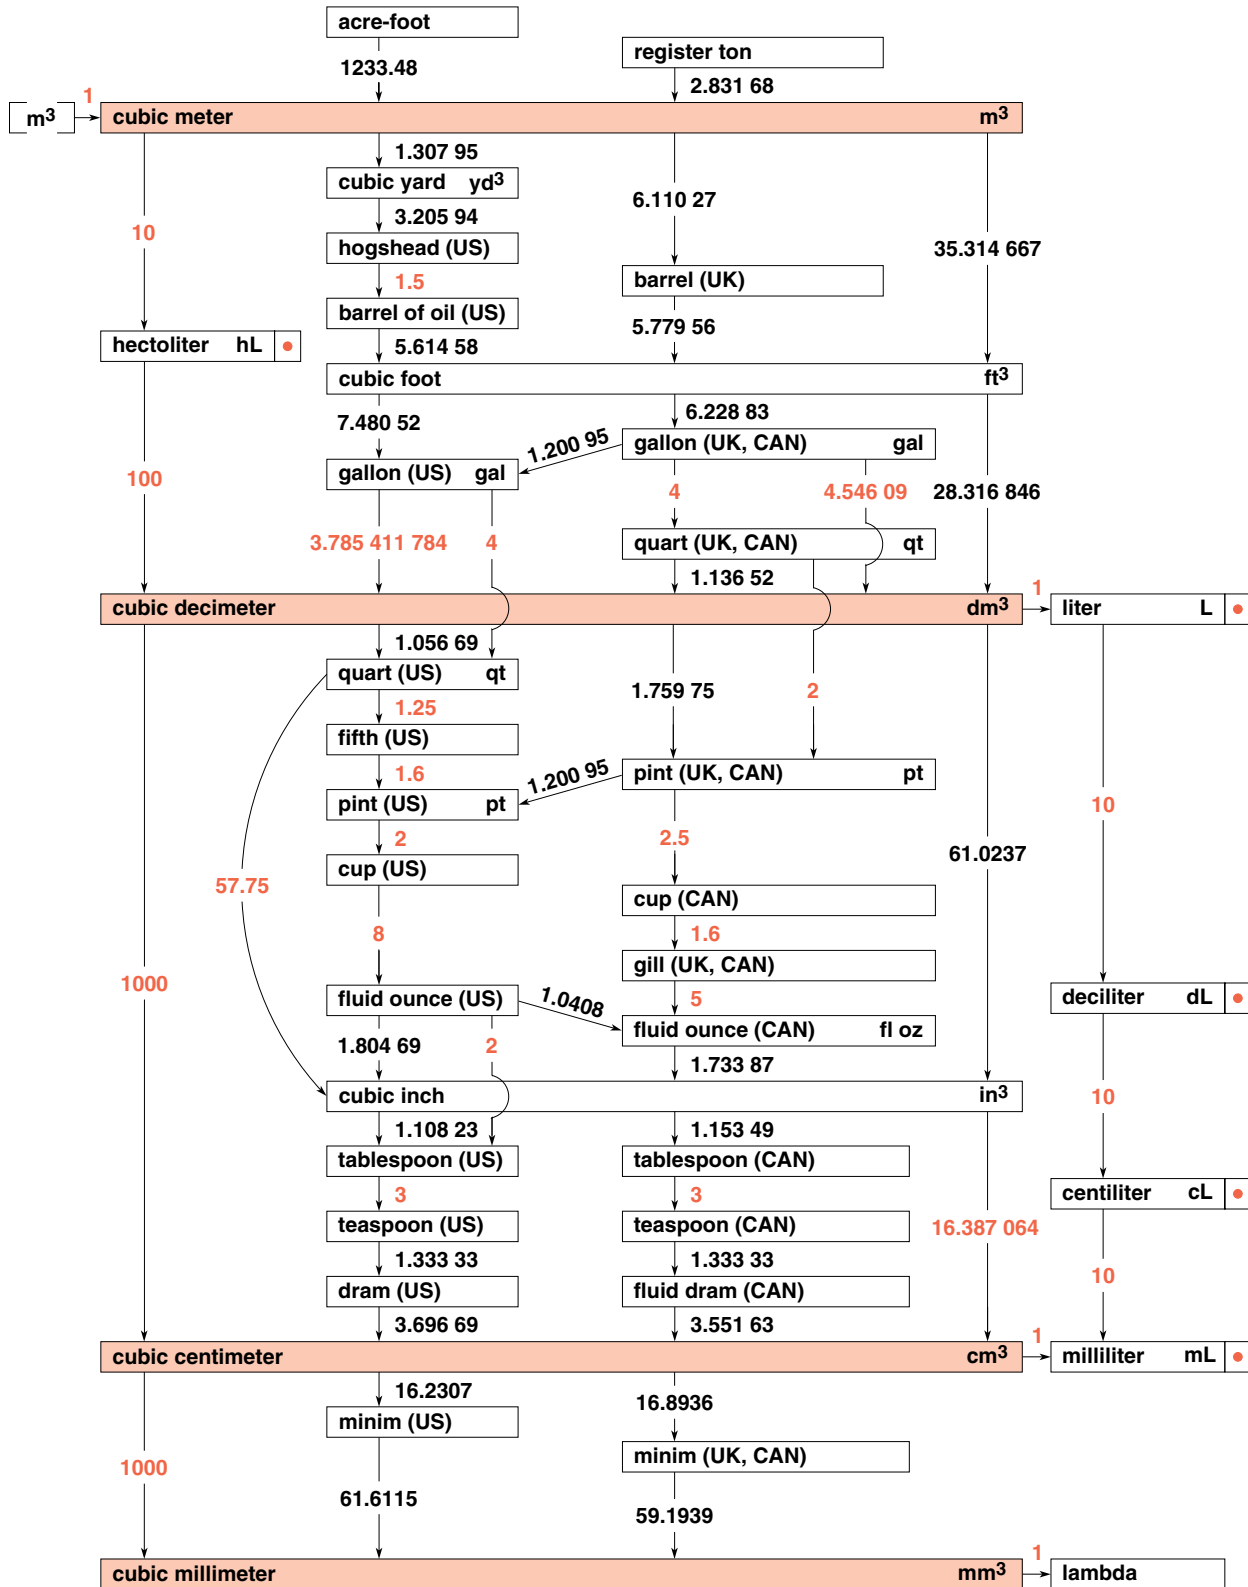 acre-foot
register ton
1233.48
2.831 68
1
m³
cubic meter m³
1.307 95
cubic yard yd³
6.110 27
3.205 94
10
hogshead (US)
35.314 667
1.5
barrel (UK)
barrel of oil (US)
5.779 56
hectoliter hL
5.614 58
cubic foot ft³
6.228 83
7.480 52
1.200 95
gallon (UK, CAN) gal
gallon (US) gal
100
4
4.546 09
28.316 846
3.785 411 784
4
quart (UK, CAN) qt
1.136 52
1
cubic decimeter dm³
liter L
1.056 69
quart (US) qt
1.759 75
2
1.25
fifth (US)
1.6
1.200 95
pint (UK, CAN) pt
pint (US) pt
10
2
2.5
61.0237
cup (US)
57.75
cup (CAN)
8
1.6
gill (UK, CAN)
1000
fluid ounce (US)
1.0408
5
deciliter dL
fluid ounce (CAN) fl oz
1.804 69
2
1.733 87
cubic inch in³
10
1.108 23
1.153 49
tablespoon (US)
tablespoon (CAN)
3
3
centiliter cL
teaspoon (US)
teaspoon (CAN)
16.387 064
1.333 33
1.333 33
10
dram (US)
fluid dram (CAN)
3.696 69
3.551 63
1
cubic centimeter cm³
milliliter mL
16.2307
16.8936
minim (US)
minim (UK, CAN)
1000
61.6115
59.1939
1
cubic millimeter mm³
lambda